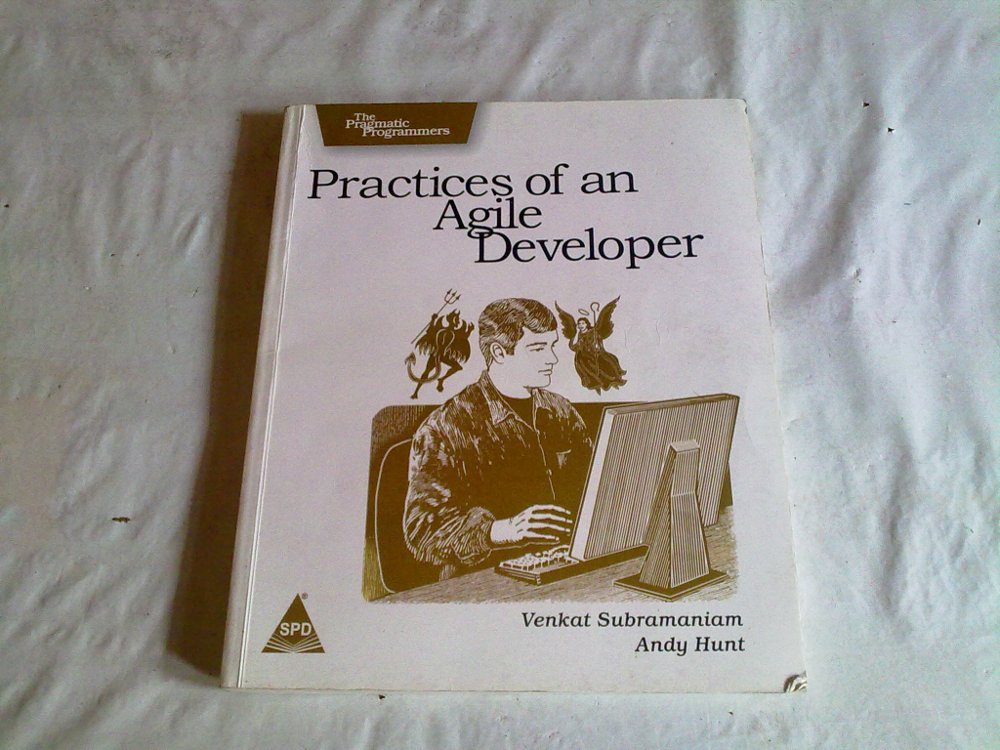 The
Pragmatic
Programmers
Practices of an
Agile
Developer
SPD
®
Venkat Subramaniam
Andy Hunt